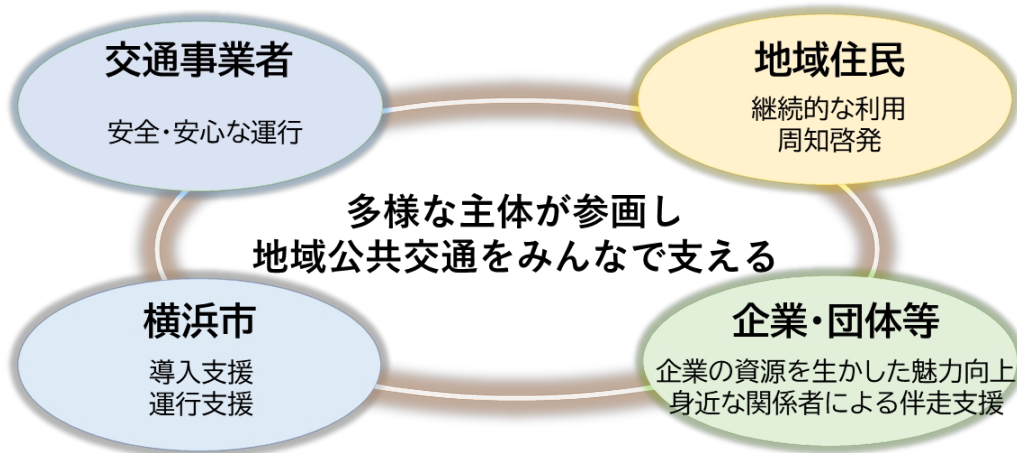 交通事業者
安全・安心な運行
地域住民
継続的な利用
周知啓発
多様な主体が参画し
地域公共交通をみんなで支える
横浜市
導入支援
運行支援
企業・団体等
企業の資源を生かした魅力向上
身近な関係者による伴走支援